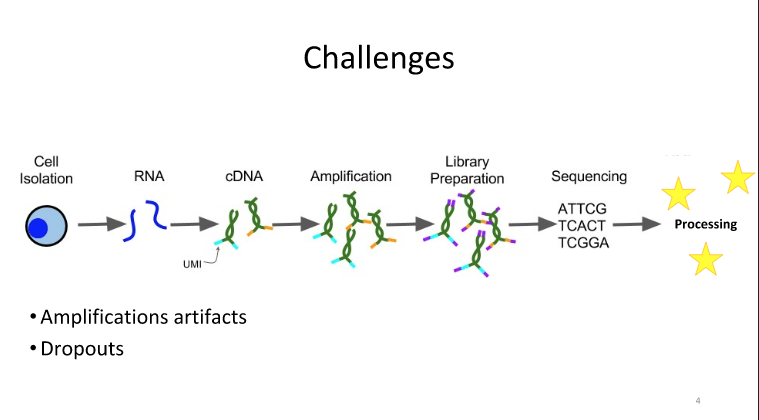 Challenges
Cell
Isolation
RNA
cDNA
Amplification
Library
Preparation
Sequencing
ATTCG
TCACT
TCGGA
Processing
UMI
• Amplifications artifacts
• Dropouts
4